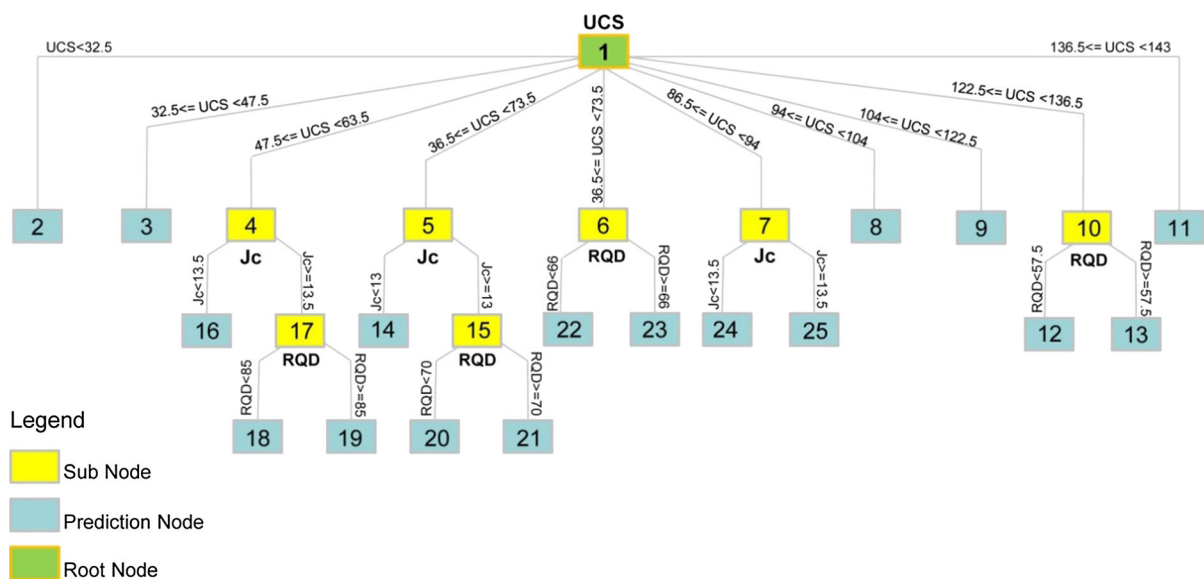 UCS
1
UCS<32.5
136.5<= UCS <143
32.5<= UCS <47.5
47.5<= UCS <63.5
36.5<= UCS <73.5
36.5<= UCS <73.5
86.5<= UCS <94
94<= UCS <104
104<= UCS <122.5
122.5<= UCS <136.5
2
3
4
5
6
7
8
9
10
11
Jc
Jc
RQD
Jc
RQD
Jc<13.5
Jc>=13.5
Jc<13
Jc>=13
RQD<66
RQD>=66
Jc<13.5
Jc>=13.5
RQD<57.5
RQD>=57.5
16
17
14
15
22
23
24
25
12
13
RQD
RQD
RQD<85
RQD>=85
RQD<70
RQD>=70
18
19
20
21
Legend
Sub Node
Prediction Node
Root Node